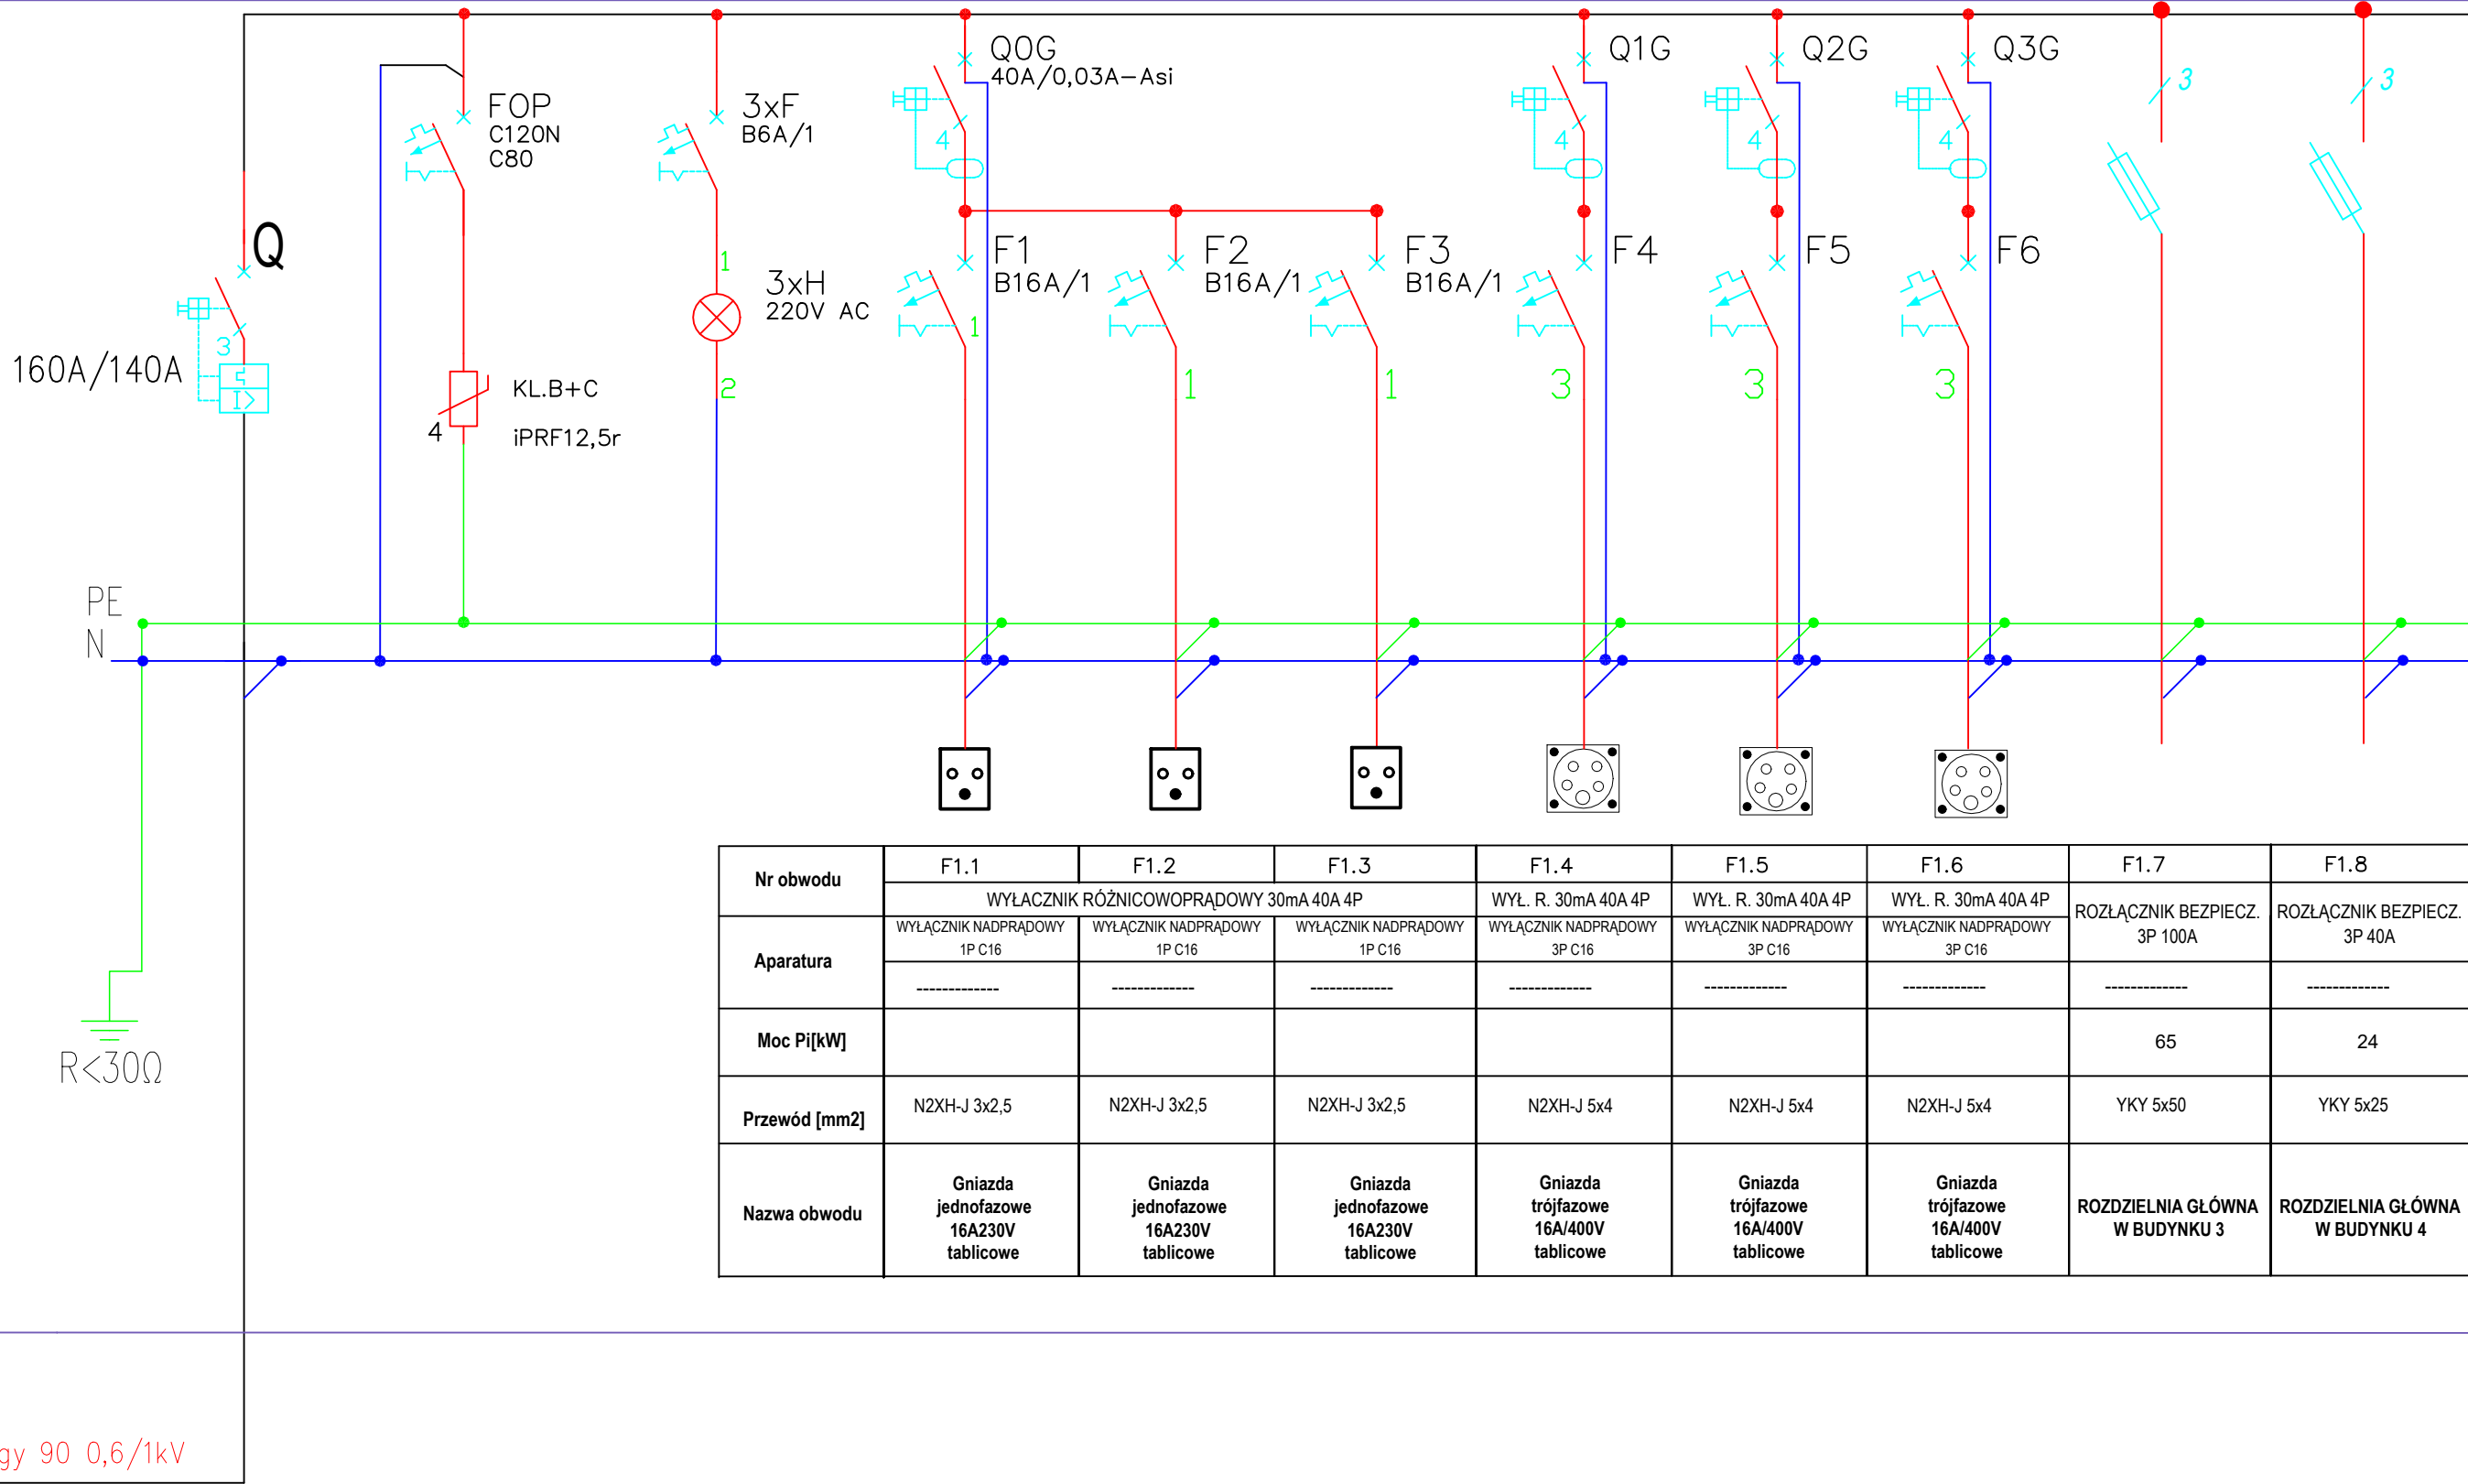 Q0G
40A/0,03A-Asi
Q1G
Q2G
Q3G
3
3
FOP
C120N
C80
3xF
B6A/1
4
4
4
4
Q
F1
B16A/1
F2
B16A/1
F3
B16A/1
F4
F5
F6
1
3xH
220V AC
1
3
160A/140A
I>
2
1
1
3
3
3
KL.B+C
4
iPRF12,5r
PE
N
R<30Ω
Nr obwodu
F1.1
F1.2
F1.3
F1.4
F1.5
F1.6
F1.7
F1.8
WYŁACZNIK RÓŻNICOWOPRĄDOWY 30mA 40A 4P
WYŁ. R. 30mA 40A 4P
WYŁ. R. 30mA 40A 4P
WYŁ. R. 30mA 40A 4P
ROZŁĄCZNIK BEZPIECZ.
3P 100A
ROZŁĄCZNIK BEZPIECZ.
3P 40A
Aparatura
WYŁĄCZNIK NADPRĄDOWY
1P C16
WYŁĄCZNIK NADPRĄDOWY
1P C16
WYŁĄCZNIK NADPRĄDOWY
1P C16
WYŁĄCZNIK NADPRĄDOWY
3P C16
WYŁĄCZNIK NADPRĄDOWY
3P C16
WYŁĄCZNIK NADPRĄDOWY
3P C16
-------------
-------------
-------------
-------------
-------------
-------------
-------------
-------------
Moc Pi[kW]
65
24
Przewód [mm2]
N2XH-J 3x2,5
N2XH-J 3x2,5
N2XH-J 3x2,5
N2XH-J 5x4
N2XH-J 5x4
N2XH-J 5x4
YKY 5x50
YKY 5x25
Nazwa obwodu
Gniazda
jednofazowe
16A230V
tablicowe
Gniazda
jednofazowe
16A230V
tablicowe
Gniazda
jednofazowe
16A230V
tablicowe
Gniazda
trójfazowe
16A/400V
tablicowe
Gniazda
trójfazowe
16A/400V
tablicowe
Gniazda
trójfazowe
16A/400V
tablicowe
ROZDZIELNIA GŁÓWNA
W BUDYNKU 3
ROZDZIELNIA GŁÓWNA
W BUDYNKU 4
gy 90 0,6/1kV